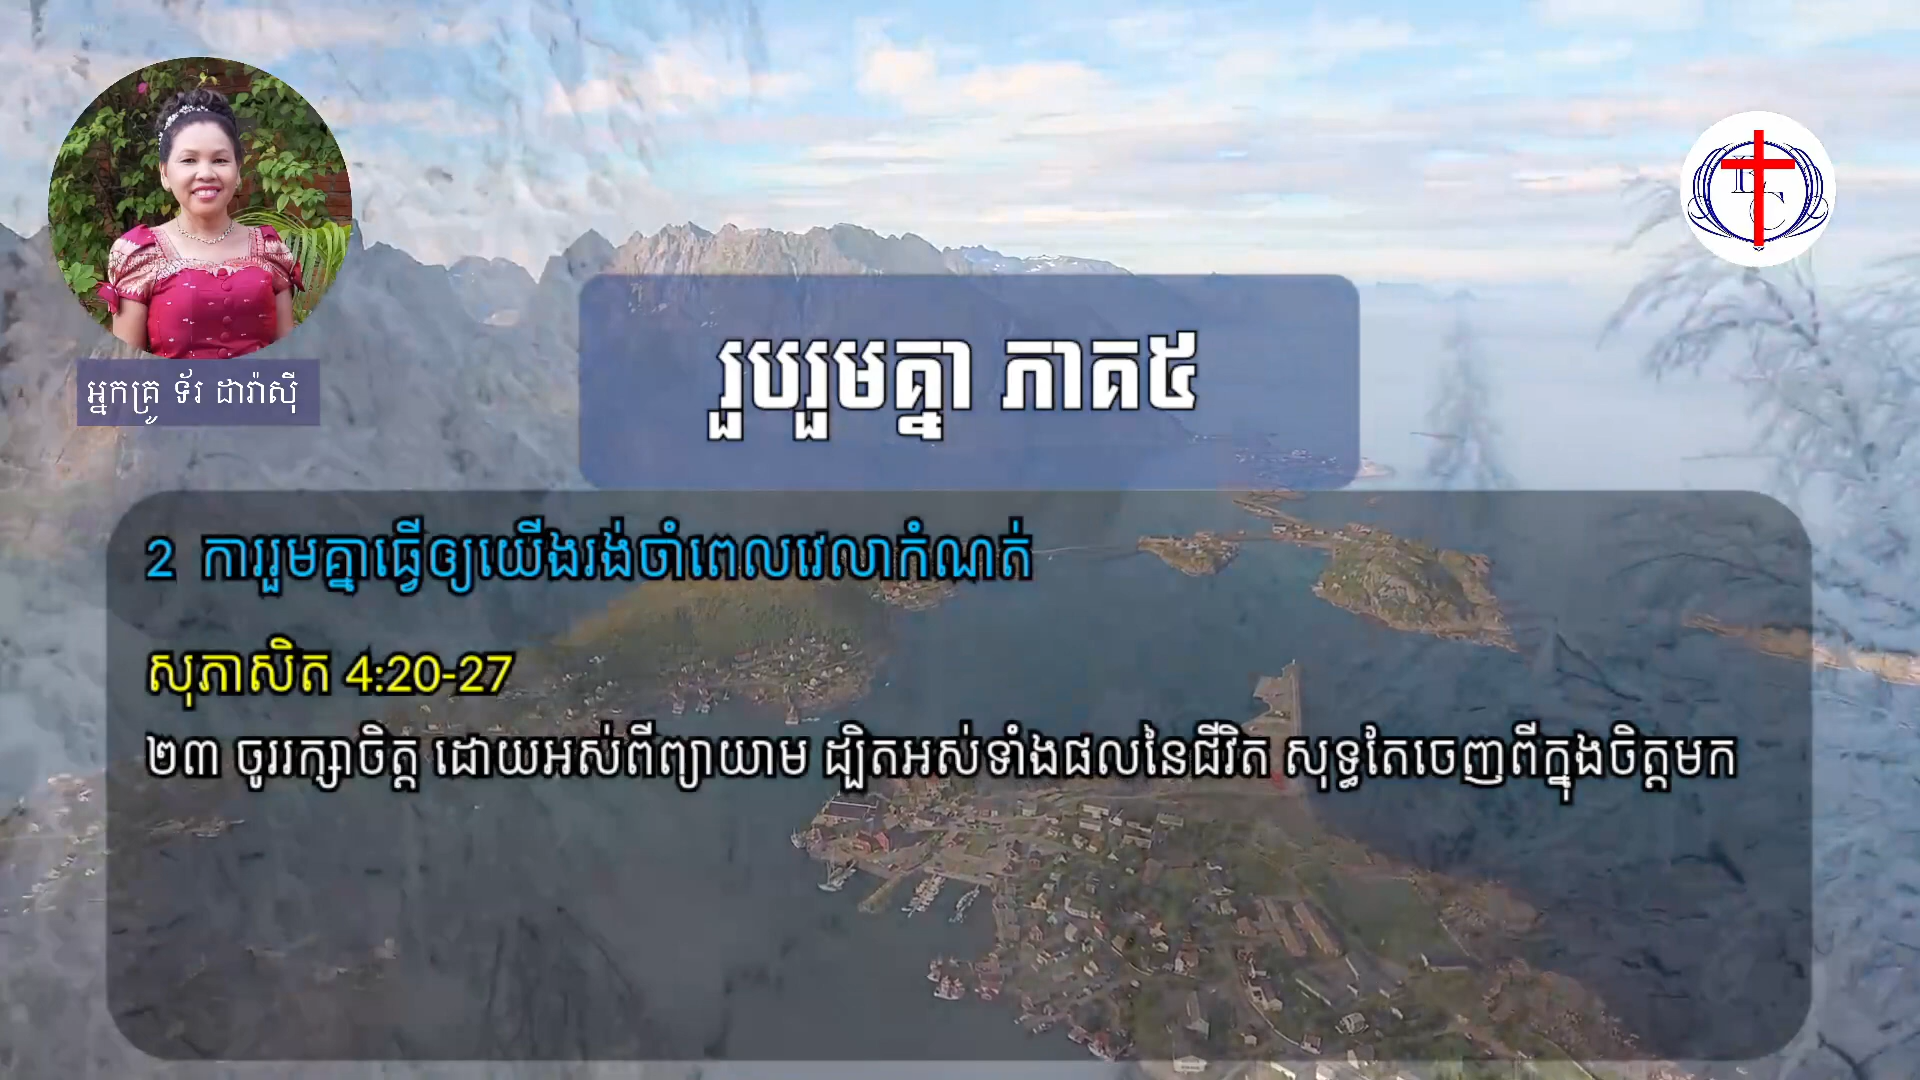 អ្នកគ្រូ ទ័រ ដារ៉ាស៊ី
រួបរួមគ្នា ភាគ៥
2 ការរួមគ្នាធ្វើឲ្យយើងរង់ចាំពេលវេលាកំណត់
សុភាសិត 4:20-27
២៣ ចូររក្សាចិត្ត ដោយអស់ពីព្យាយាម ដ្បិតអស់ទាំងផលនៃជីវិត សុទ្ធតែចេញពីក្នុងចិត្តមក